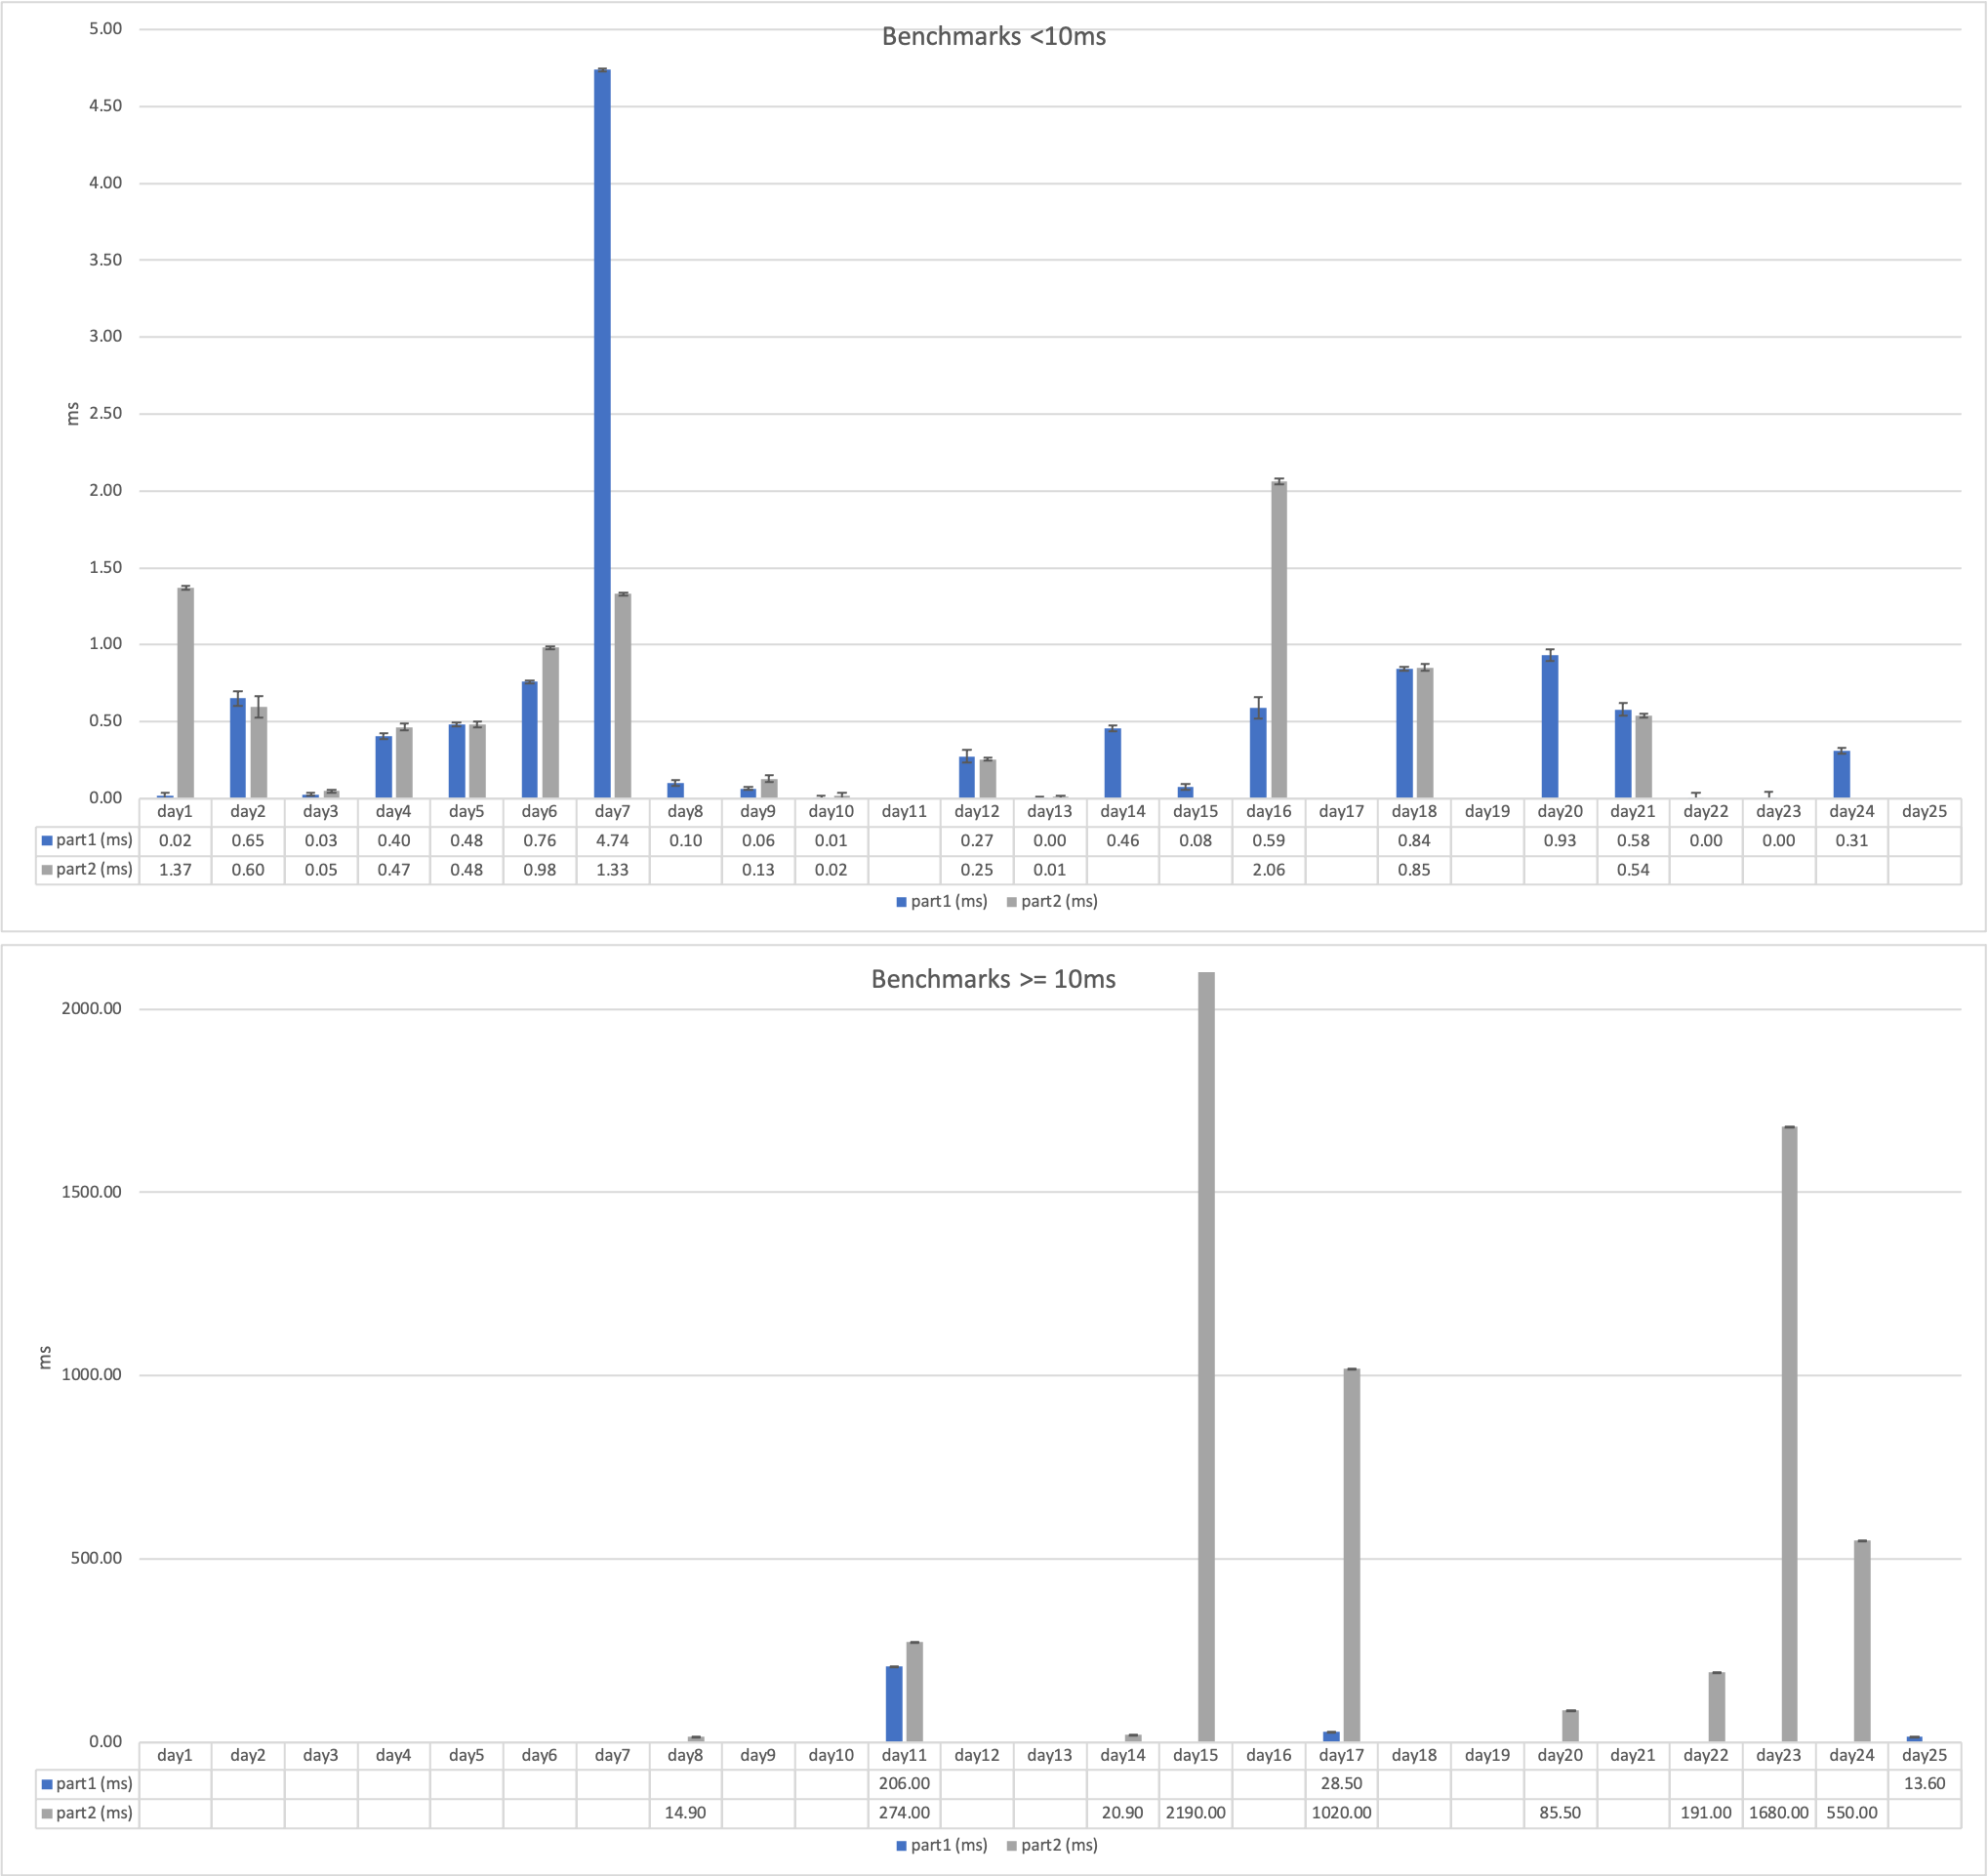 Benchmarks <10ms
5.00
4.50
4.00
3.50
3.00
2.50
2.00
1.50
1.00
0.50
0.00
ms
day1 day2 day3 day4 day5 day6 day7 day8 day9 day10 day11 day12 day13 day14 day15 day16 day17 day18 day19 day20 day21 day22 day23 day24 day25
part1 (ms) 0.02 0.65 0.03 0.40 0.48 0.76 4.74 0.10 0.06 0.01 0.27 0.00 0.46 0.08 0.59 0.84 0.93 0.58 0.00 0.00 0.31
part2 (ms) 1.37 0.60 0.05 0.47 0.48 0.98 1.33 0.13 0.02 0.25 0.01 2.06 0.85 0.54
part1 (ms) part2 (ms)
Benchmarks >= 10ms
2000.00
1500.00
1000.00
500.00
0.00
ms
day1 day2 day3 day4 day5 day6 day7 day8 day9 day10 day11 day12 day13 day14 day15 day16 day17 day18 day19 day20 day21 day22 day23 day24 day25
part1 (ms) 206.00 28.50 13.60
part2 (ms) 14.90 274.00 20.90 2190.00 1020.00 85.50 191.00 1680.00 550.00
part1 (ms) part2 (ms)